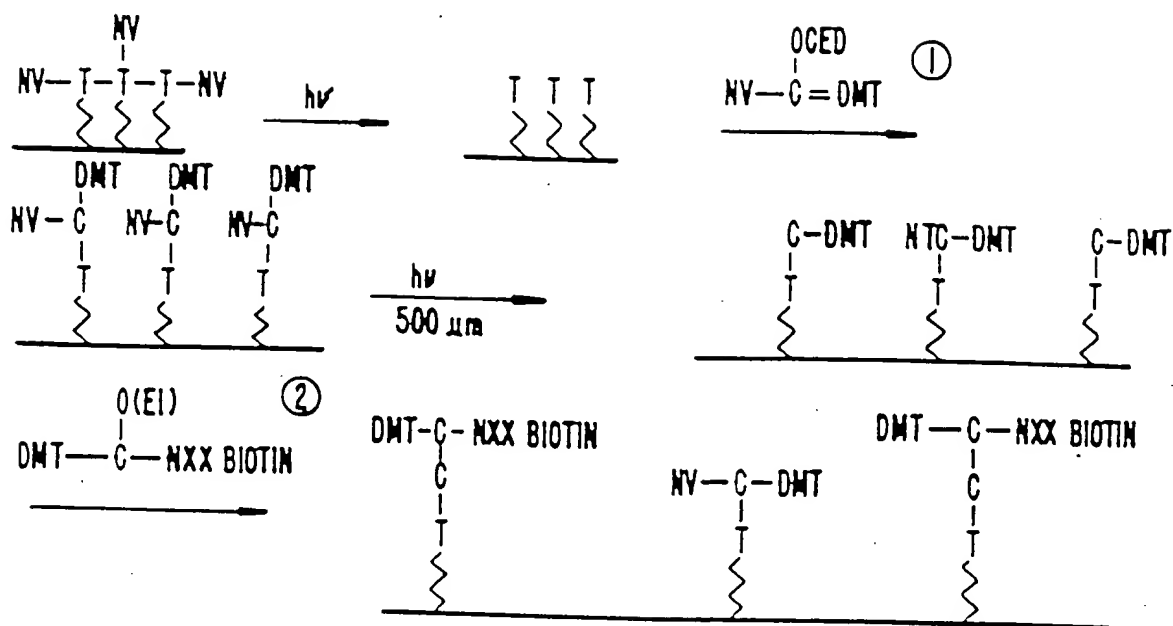 NV
NV—T—T—T—NV
hν
T T T
OCED
NV—C=DMT
①
DMT DMT DMT
NV—C NV—C NV—C
T T T
hν
500 µm
C—DMT NTC—DMT C—DMT
T T T
②
O(EI)
DMT—C—NXX BIOTIN
DMT—C—NXX BIOTIN
C
T
NV—C—DMT
T
DMT—C—NXX BIOTIN
C
T